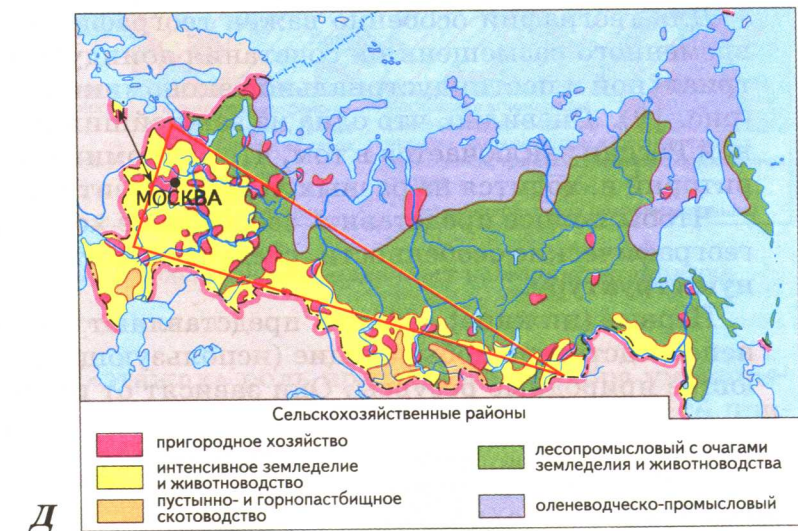 МОСКВА
Сельскохозяйственные районы
пригородное хозяйство
интенсивное земледелие
и животноводство
пустынно- и горнопастбищное
скотоводство
лесопромысловый с очагами
земледелия и животноводства
оленеводческо-промысловый
Д